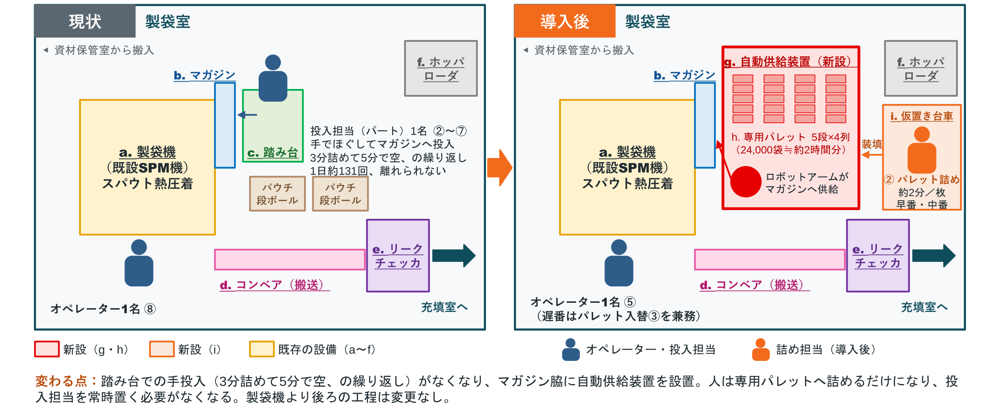 現状
製袋室
◀ 資材保管室から搬入
f. ホッパ
ローダ
b. マガジン
a. 製袋機
（既設SPM機）
スパウト熱圧着
c. 踏み台
投入担当（パート）1名 ②～⑦
手でほぐしてマガジンへ投入
3分詰めて5分で空、の繰り返し
1日約131回、離れられない
パウチ
段ボール
パウチ
段ボール
e. リーク
チェッカ
d. コンベア（搬送）
オペレーター1名 ⑧
充填室へ
導入後
製袋室
◀ 資材保管室から搬入
g. 自動供給装置（新設）
f. ホッパ
ローダ
b. マガジン
i. 仮置き台車
h. 専用パレット 5段×4列
（24,000袋≒約2時間分）
装填
a. 製袋機
（既設SPM機）
スパウト熱圧着
ロボットアームが
マガジンへ供給
② パレット詰め
約2分／枚
早番・中番
e. リーク
チェッカ
d. コンベア（搬送）
オペレーター1名 ⑤
（遅番はパレット入替③を兼務）
充填室へ
新設（g・h）
新設（i）
既存の設備（a～f）
オペレーター・投入担当
詰め担当（導入後）
変わる点：踏み台での手投入（3分詰めて5分で空、の繰り返し）がなくなり、マガジン脇に自動供給装置を設置。人は専用パレットへ詰めるだけになり、投
入担当を常時置く必要がなくなる。製袋機より後ろの工程は変更なし。